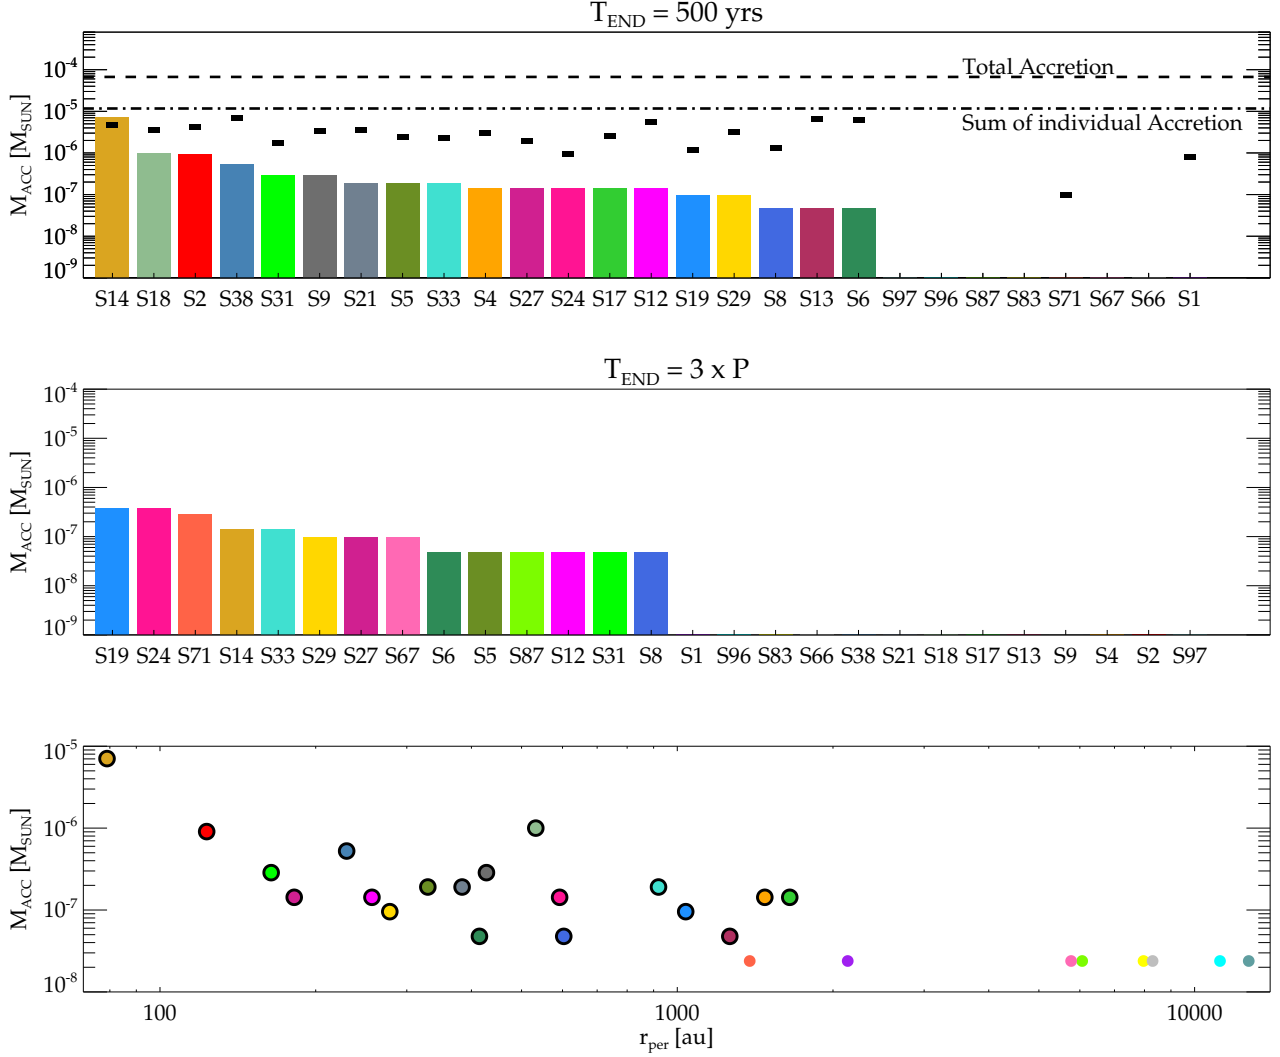 T_END = 500 yrs
M_ACC [M_SUN]
10^-4
10^-5
10^-6
10^-7
10^-8
10^-9
Total Accretion
Sum of individual Accretion
S14 S18 S2 S38 S31 S9 S21 S5 S33 S4 S27 S24 S17 S12 S19 S29 S8 S13 S6 S97 S96 S87 S83 S71 S67 S66 S1
T_END = 3 x P
M_ACC [M_SUN]
10^-4
10^-5
10^-6
10^-7
10^-8
10^-9
S19 S24 S71 S14 S33 S29 S27 S67 S6 S5 S87 S12 S31 S8 S1 S96 S83 S66 S38 S21 S18 S17 S13 S9 S4 S2 S97
M_ACC [M_SUN]
10^-5
10^-6
10^-7
10^-8
100 1000 10000
r_per [au]